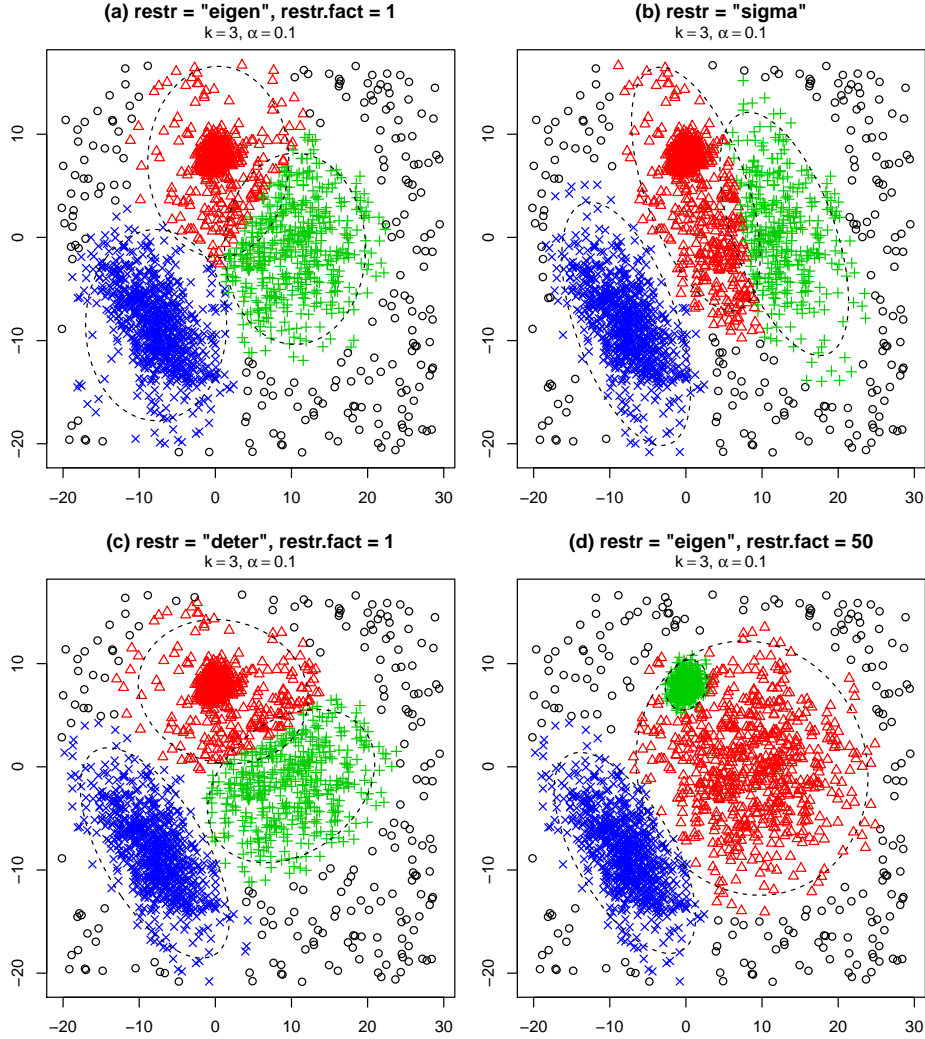 (a) restr = "eigen", restr.fact = 1
k = 3, α = 0.1
10
0
−10
−20
−20 −10 0 10 20 30
(b) restr = "sigma"
k = 3, α = 0.1
10
0
−10
−20
−20 −10 0 10 20 30
(c) restr = "deter", restr.fact = 1
k = 3, α = 0.1
10
0
−10
−20
−20 −10 0 10 20 30
(d) restr = "eigen", restr.fact = 50
k = 3, α = 0.1
10
0
−10
−20
−20 −10 0 10 20 30